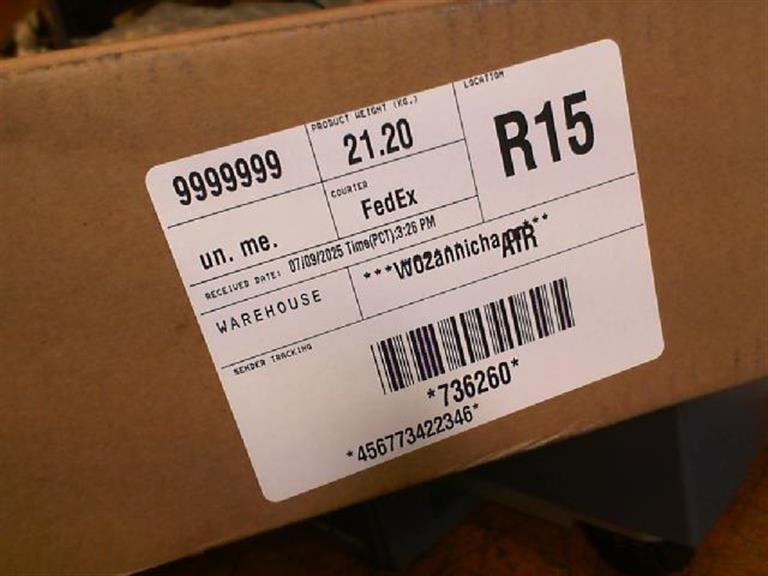 9999999
PRODUCT WEIGHT (KG.)
21.20
LOCATION
R15
un. me.
COURIER
FedEx
RECEIVED DATE: 07/09/2025 Time(PCT):3:26 PM
WAREHOUSE
AIR
SENDER TRACKING
*736260*
*456773422346*